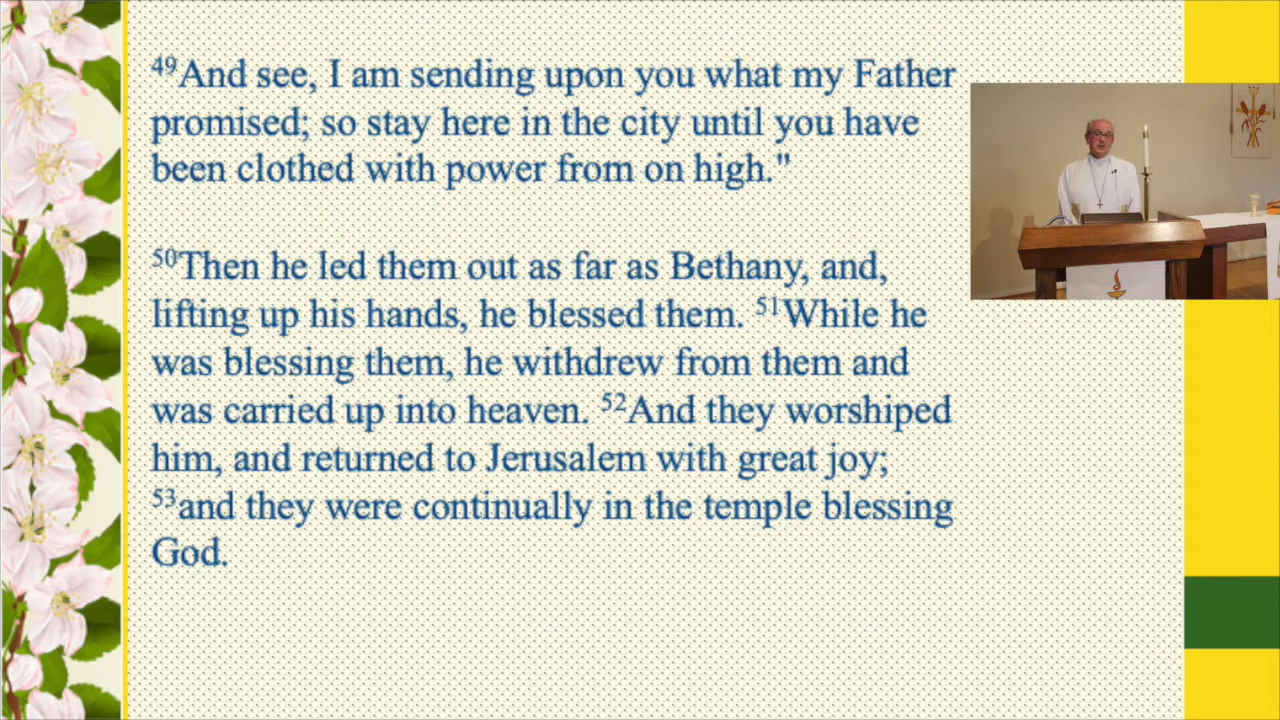 49And see, I am sending upon you what my Father
promised; so stay here in the city until you have
been clothed with power from on high."
50Then he led them out as far as Bethany, and,
lifting up his hands, he blessed them. 51While he
was blessing them, he withdrew from them and
was carried up into heaven. 52And they worshiped
him, and returned to Jerusalem with great joy;
53and they were continually in the temple blessing
God.